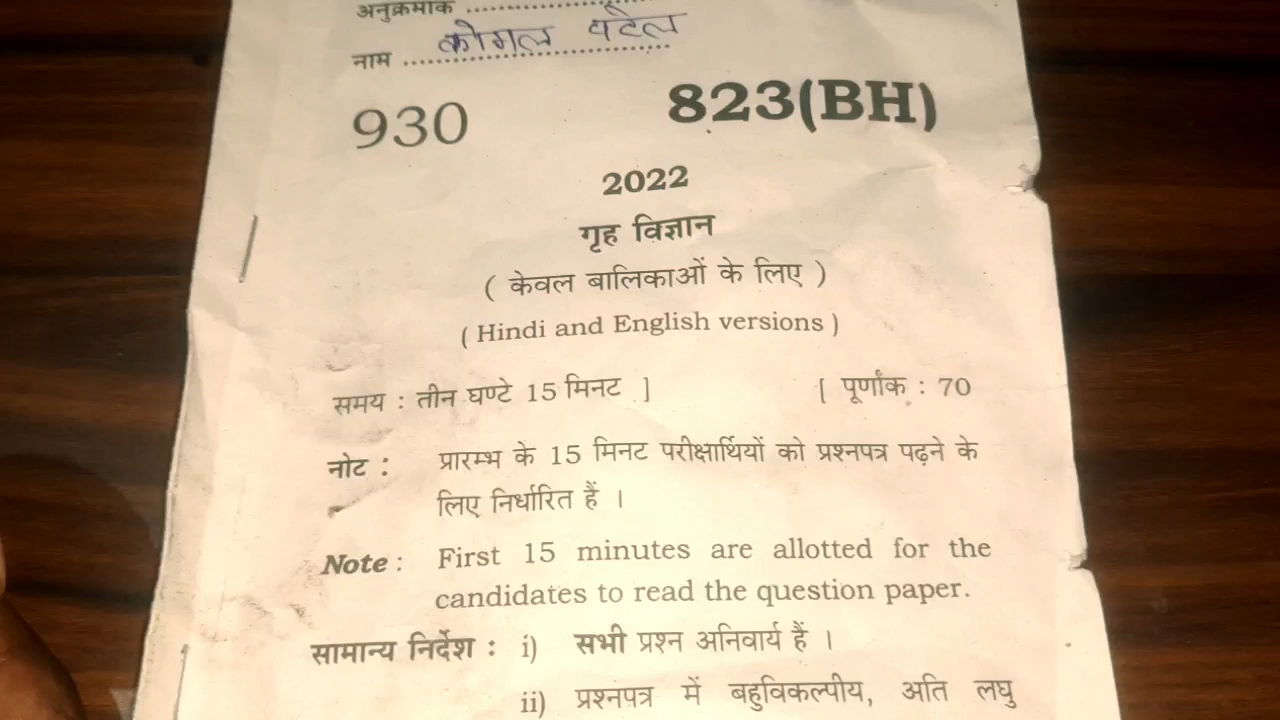 अनुक्रमांक ........................
नाम ........................ कोमल पटेल
930
823(BH)
2022
गृह विज्ञान
( केवल बालिकाओं के लिए )
( Hindi and English versions )
समय : तीन घण्टे 15 मिनट ] [ पूर्णांक : 70
नोट : प्रारम्भ के 15 मिनट परीक्षार्थियों को प्रश्नपत्र पढ़ने के
लिए निर्धारित हैं ।
Note : First 15 minutes are allotted for the
candidates to read the question paper.
सामान्य निर्देश : i) सभी प्रश्न अनिवार्य हैं ।
ii) प्रश्नपत्र में बहुविकल्पीय, अति लघु